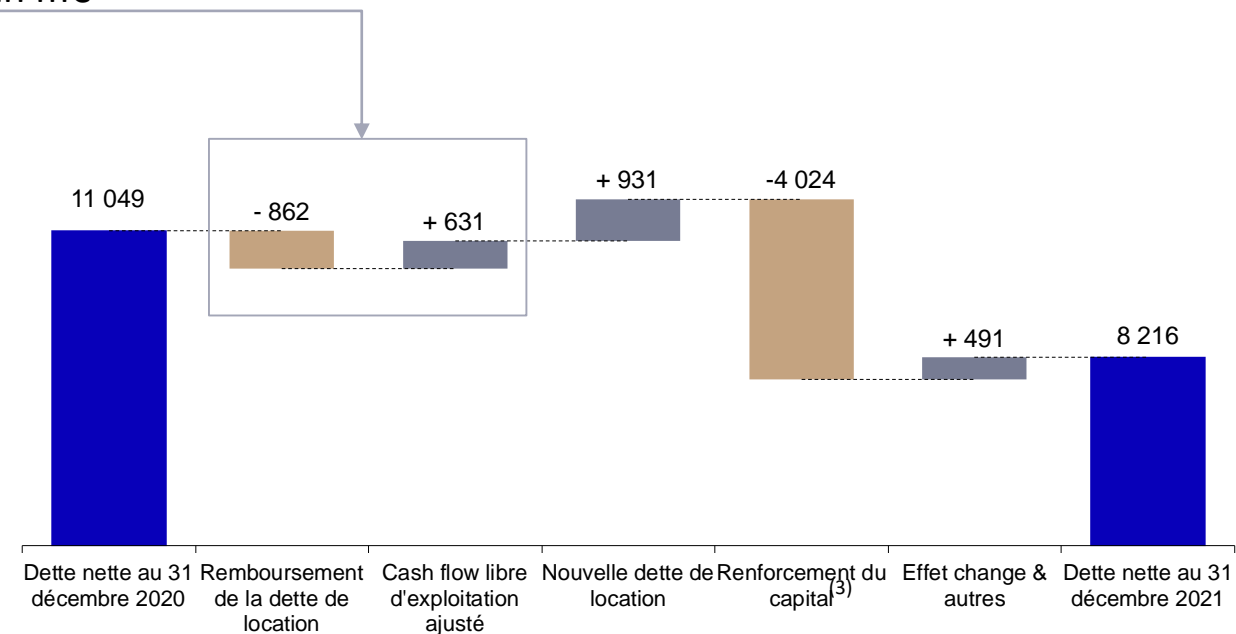 11 049
- 862
+ 631
+ 931
-4 024
+ 491
8 216
Dette nette au 31
décembre 2020
Remboursement
de la dette de
location
Cash flow libre
d'exploitation
ajusté
Nouvelle dette de
location
Renforcement du
capital(3)
Effet change &
autres
Dette nette au 31
décembre 2021